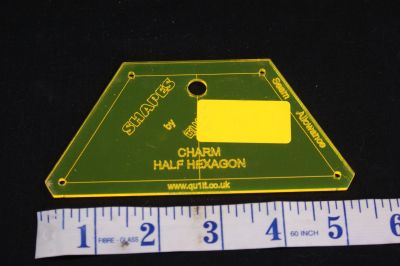 SHAPES
by
Seam Allowance
CHARM
HALF HEXAGON
www.qu1lt.co.uk
1 2 3 4 5 6
FIBRE - GLASS
60 INCH